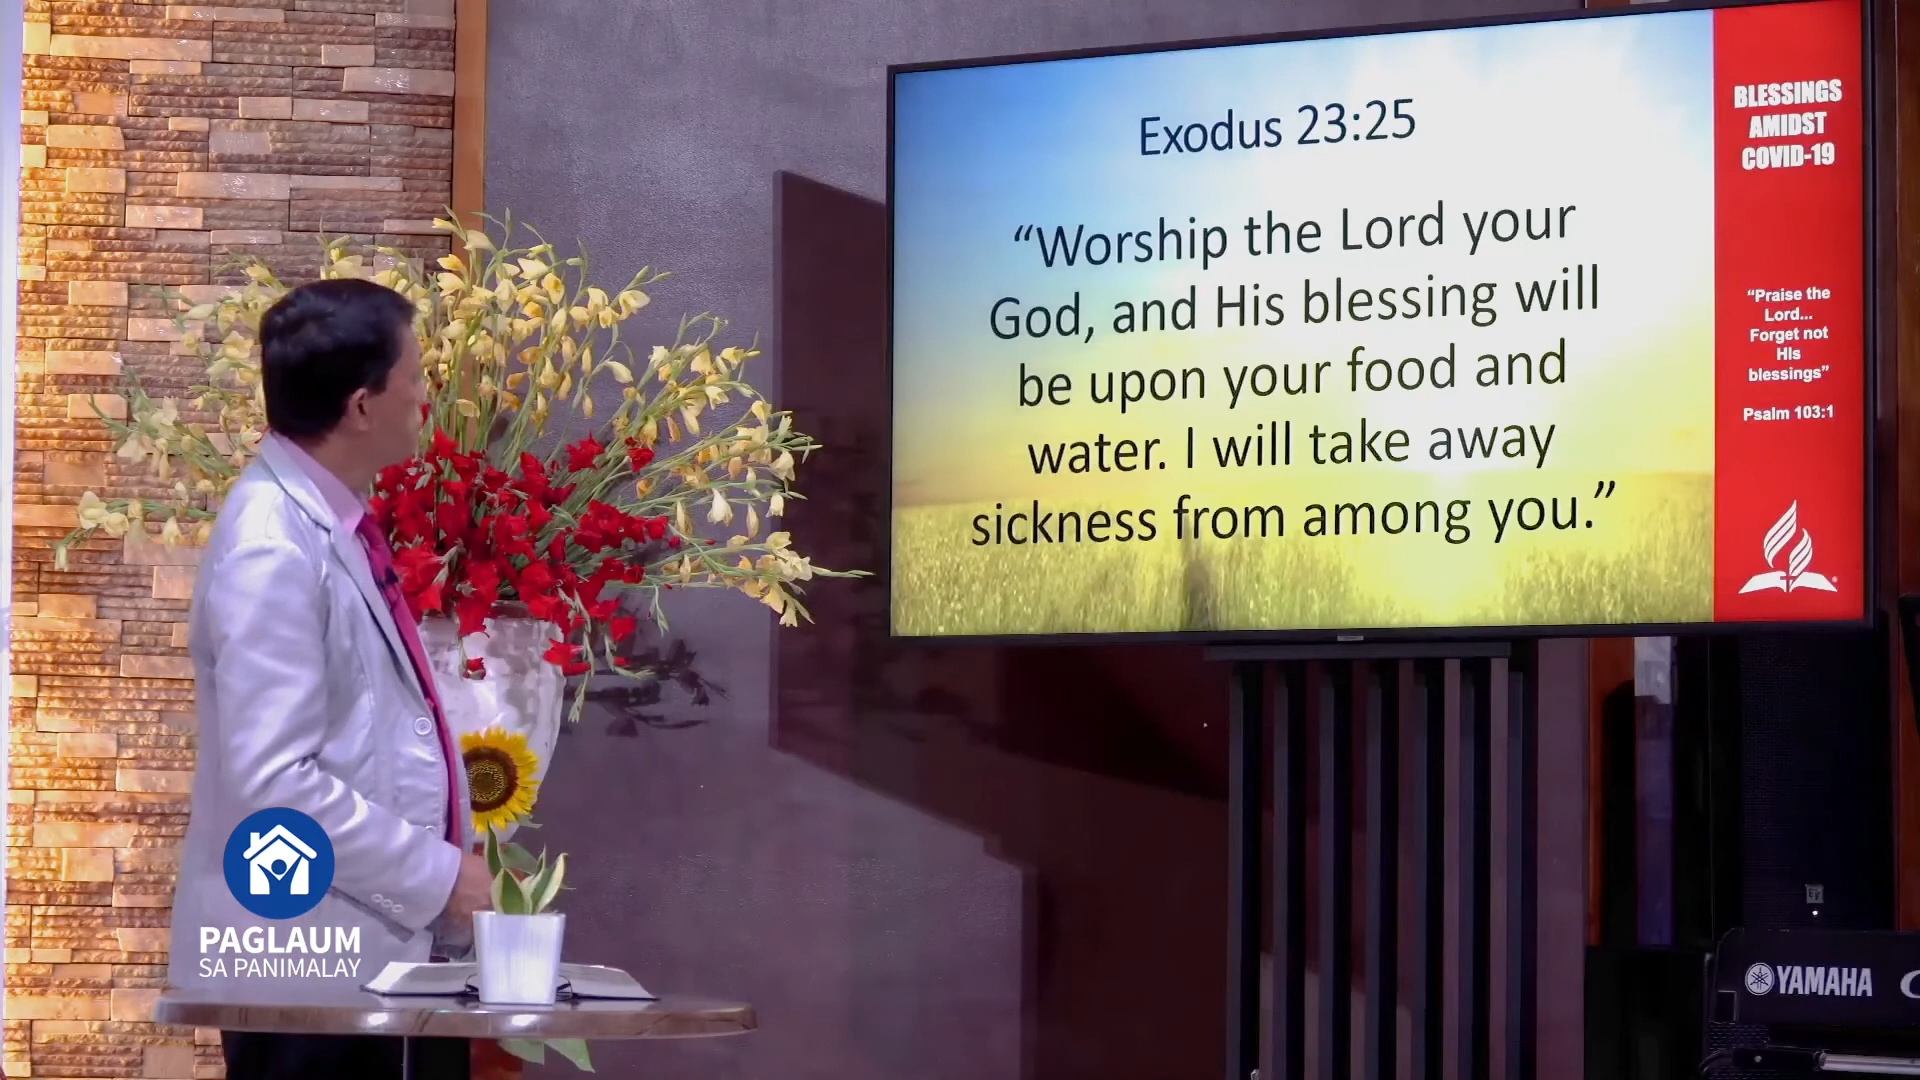 Exodus 23:25
“Worship the Lord your
God, and His blessing will
be upon your food and
water. I will take away
sickness from among you.”
BLESSINGS
AMIDST
COVID-19
“Praise the
Lord...
Forget not
His
blessings”
Psalm 103:1
PAGLAUM
SA PANIMALAY
YAMAHA